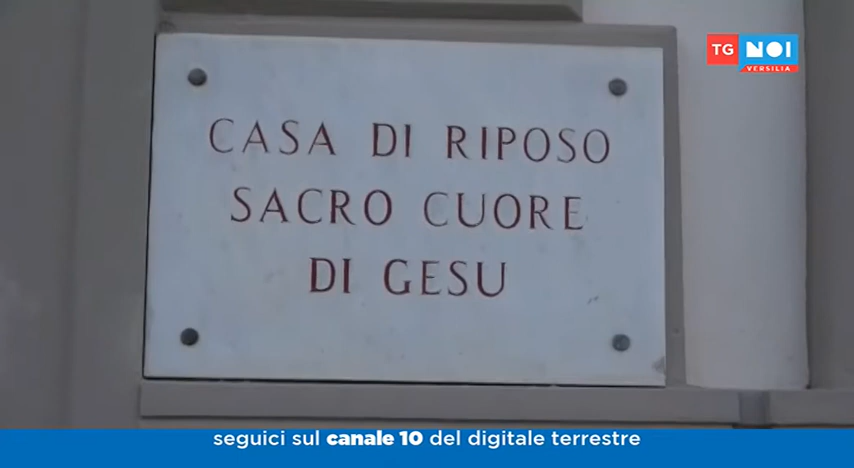 TG NOI
VERSILIA
CASA DI RIPOSO
SACRO CUORE
DI GESU
seguici sul canale 10 del digitale terrestre